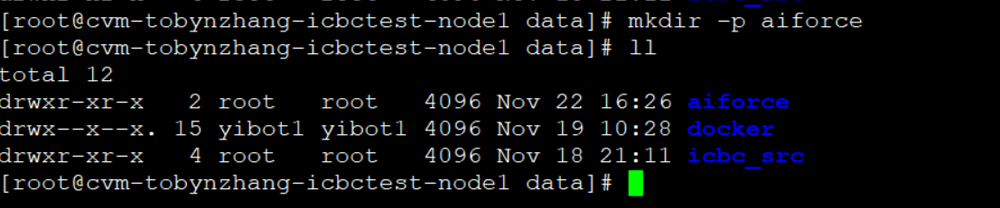 [root@cvm-tobynzhang-icbctest-node1 data]# mkdir -p aiforce
[root@cvm-tobynzhang-icbctest-node1 data]# ll
total 12
drwxr-xr-x   2 root   root   4096 Nov 22 16:26 aiforce
drwx--x--x. 15 yibot1 yibot1 4096 Nov 19 10:28 docker
drwxr-xr-x   4 root   root   4096 Nov 18 21:11 icbc_src
[root@cvm-tobynzhang-icbctest-node1 data]#